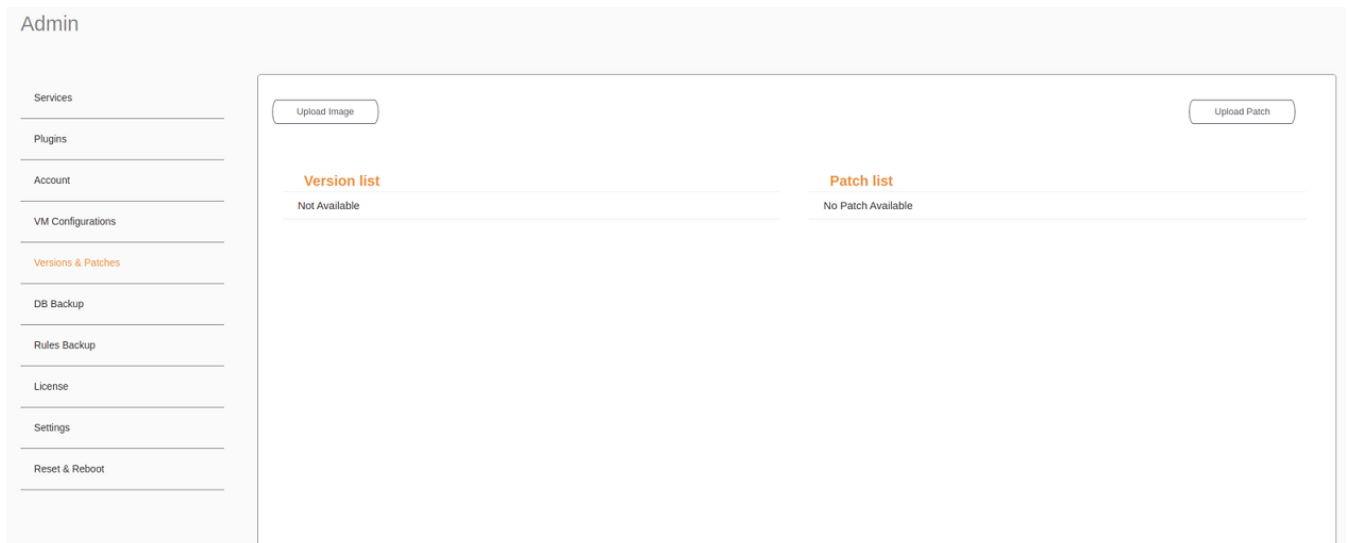 Admin
Services
Plugins
Account
VM Configurations
Versions & Patches
DB Backup
Rules Backup
License
Settings
Reset & Reboot
Upload Image
Upload Patch
Version list
Not Available
Patch list
No Patch Available